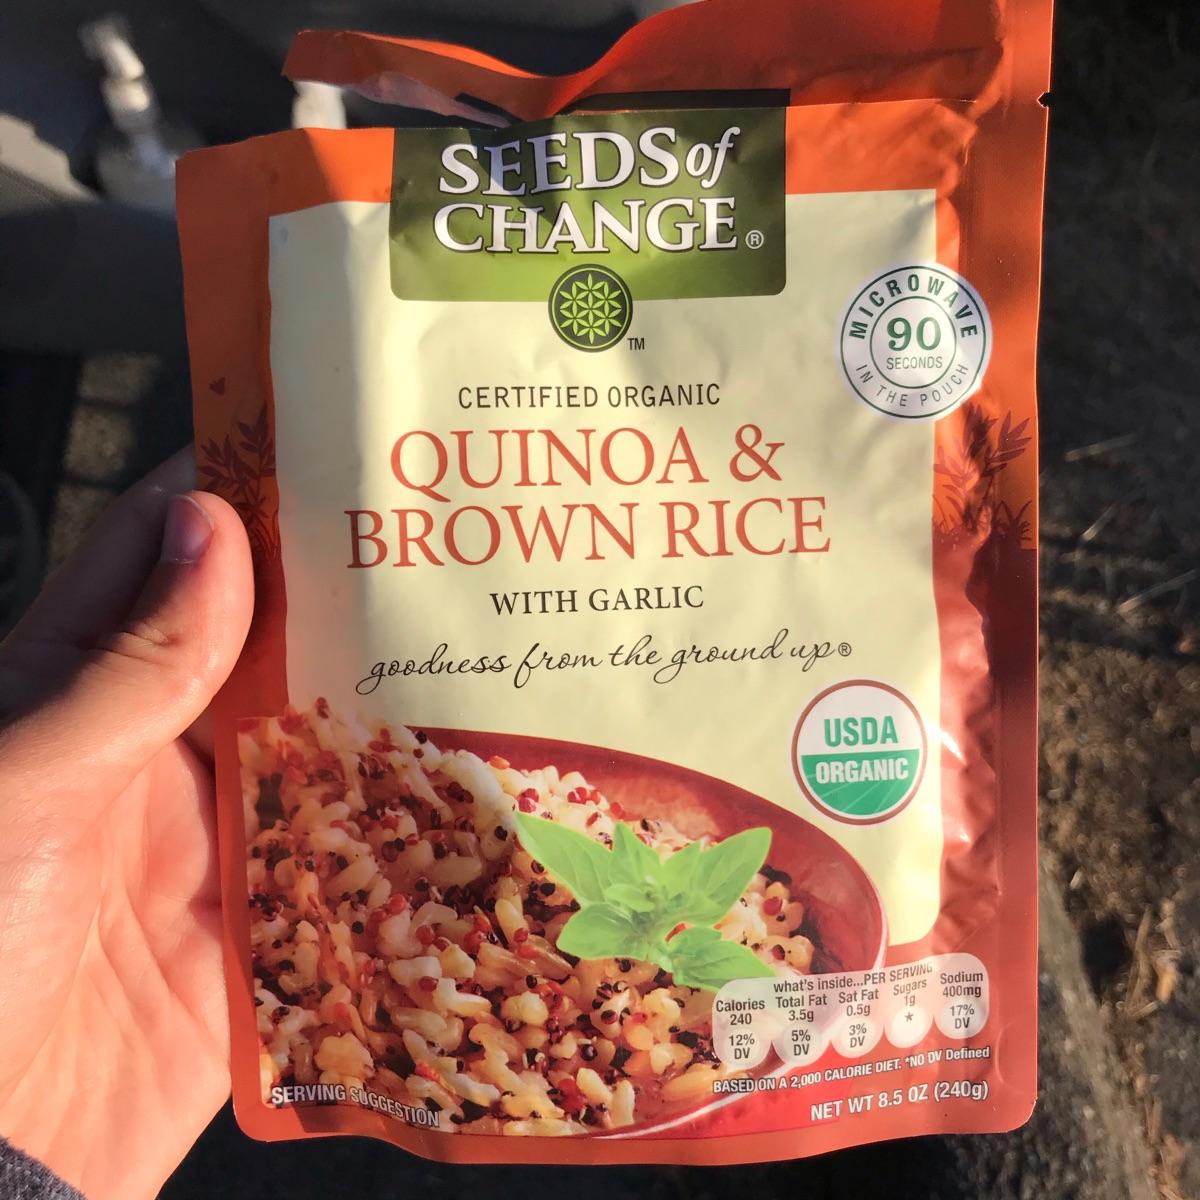 SEEDS of
CHANGE®
TM
MICROWAVE
90
SECONDS
IN THE POUCH
CERTIFIED ORGANIC
QUINOA &
BROWN RICE
WITH GARLIC
goodness from the ground up®
USDA
ORGANIC
what's inside...PER SERVING
Calories Total Fat Sat Fat Sugars Sodium
240 3.5g 0.5g 1g 400mg
12% 5% 3% * 17%
DV DV DV DV
BASED ON A 2,000 CALORIE DIET. *NO DV Defined
SERVING SUGGESTION
NET WT 8.5 OZ (240g)